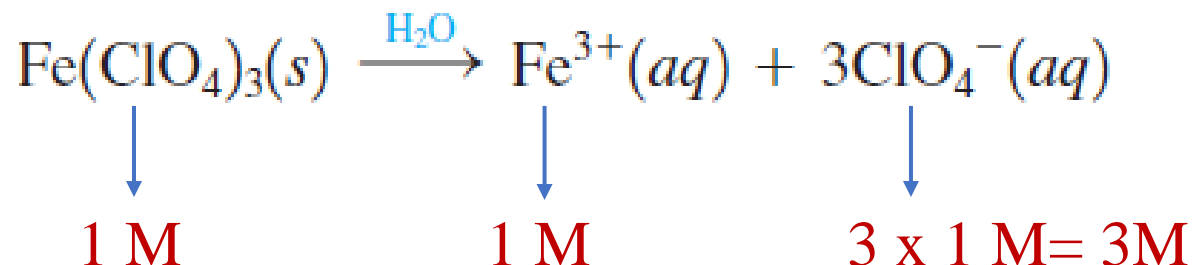 Fe(ClO₄)₃(s) →[H₂O] Fe³⁺(aq) + 3ClO₄⁻(aq)
1 M 1 M 3 x 1 M= 3M